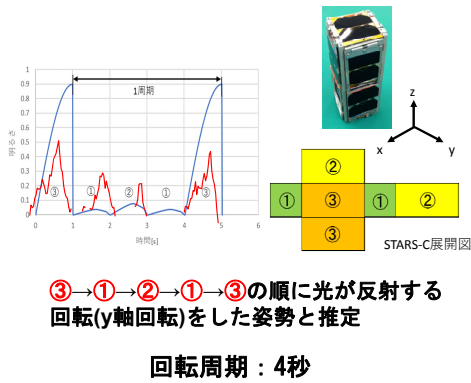 z
x
y
1
0.9
0.8
0.7
0.6
0.5
0.4
0.3
0.2
0.1
0
明るさ
1周期
③
①
②
①
③
0
1
2
3
4
5
6
時間[s]
②
①
③
①
②
③
STARS-C展開図
③→①→②→①→③の順に光が反射する
回転(y軸回転)をした姿勢と推定
回転周期：4秒